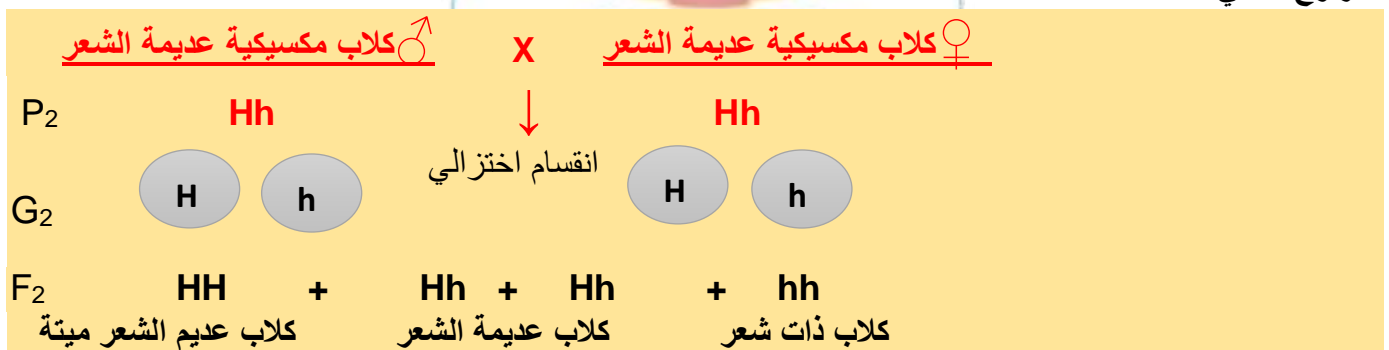 ♀كلاب مكسيكية عديمة الشعر X ♂كلاب مكسيكية عديمة الشعر
P₂ Hh ↓ Hh
انقسام اختزالي
G₂ H h H h
F₂ HH + Hh + Hh + hh
كلاب عديم الشعر ميتة كلاب عديمة الشعر كلاب ذات شعر